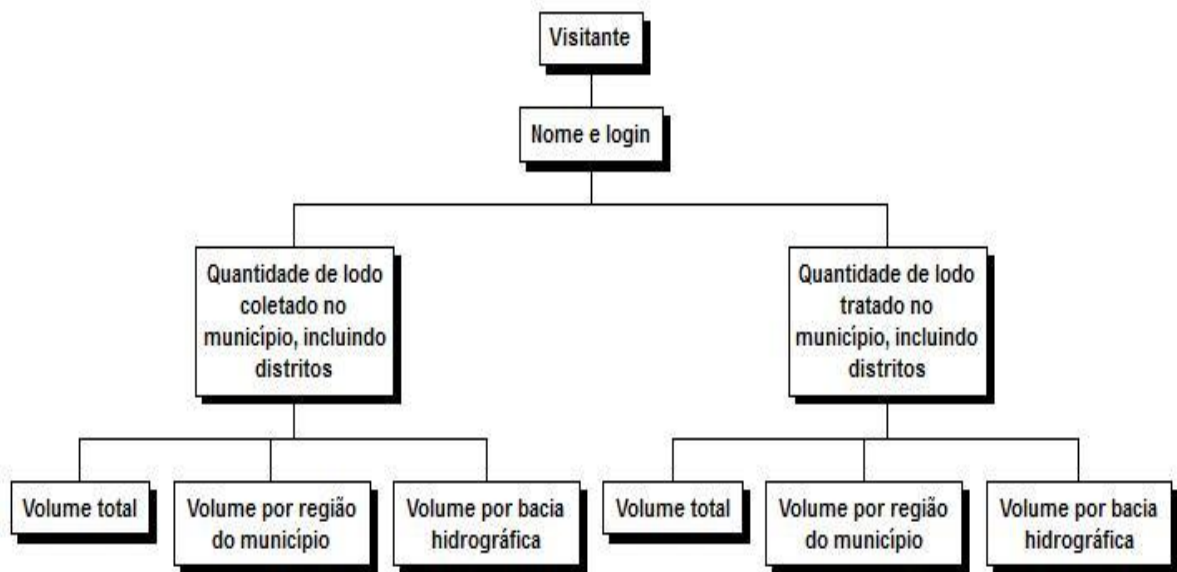 Visitante
Nome e login
Quantidade de lodo
coletado no
município, incluindo
distritos
Quantidade de lodo
tratado no
município, incluindo
distritos
Volume total
Volume por região
do município
Volume por bacia
hidrográfica
Volume total
Volume por região
do município
Volume por bacia
hidrográfica